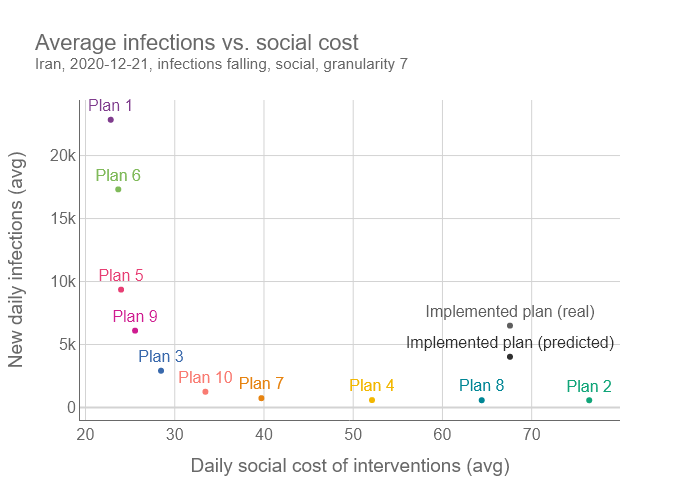 Average infections vs. social cost
Iran, 2020-12-21, infections falling, social, granularity 7
Plan 1
20k
Plan 6
15k
10k
Plan 5
Plan 9
Implemented plan (real)
5k
Implemented plan (predicted)
Plan 3
Plan 10
Plan 7
Plan 4
Plan 8
Plan 2
0
20
30
40
50
60
70
New daily infections (avg)
Daily social cost of interventions (avg)